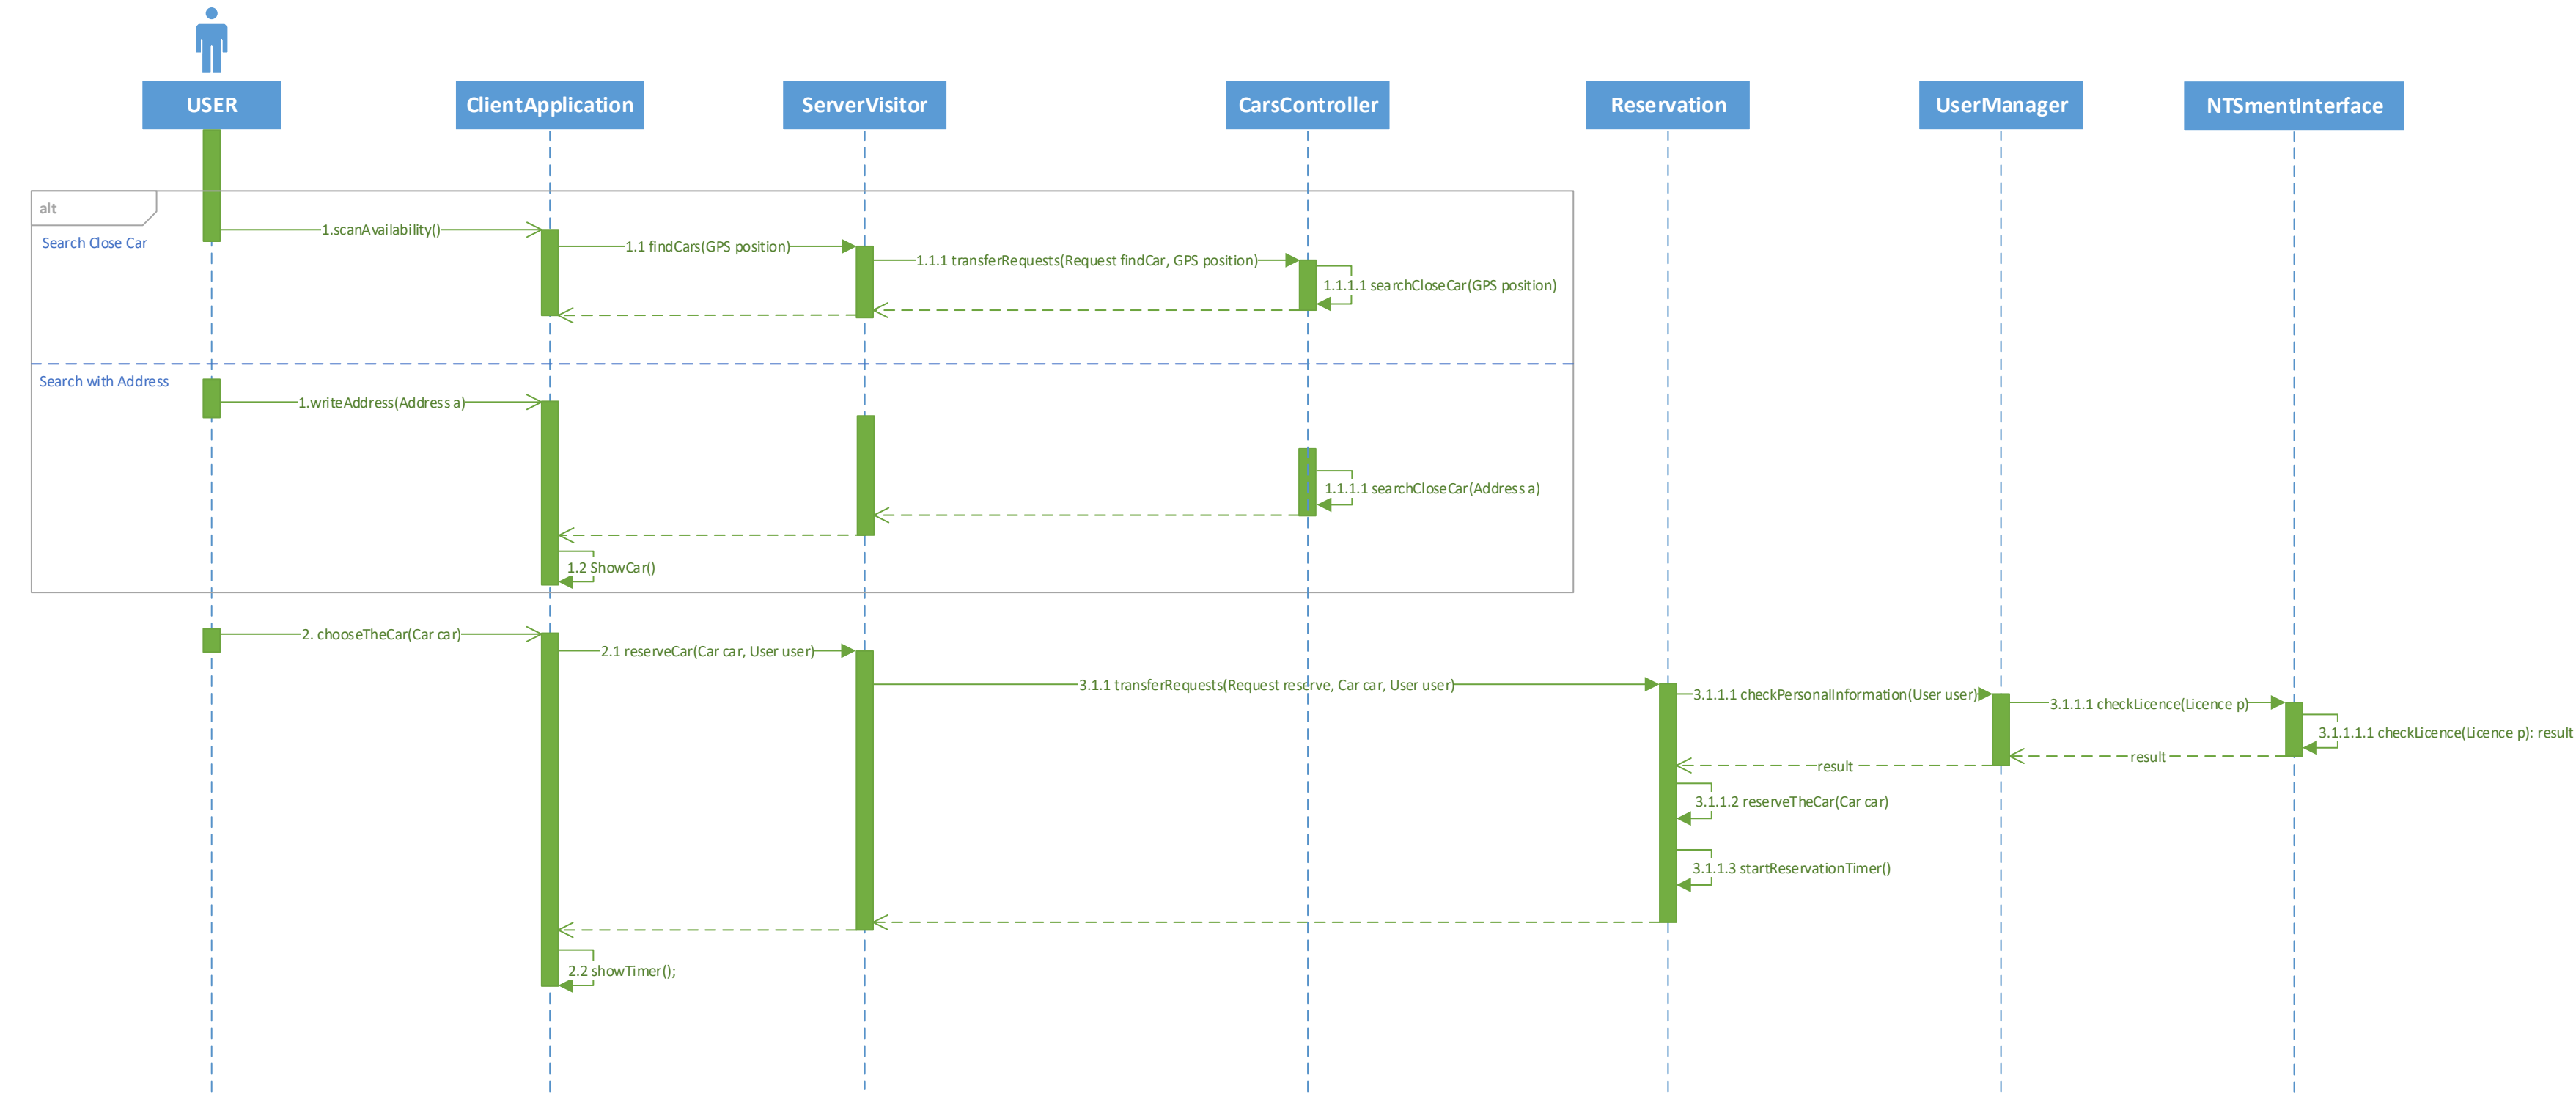 USER
ClientApplication
ServerVisitor
CarsController
Reservation
UserManager
NTSmentInterface
alt
Search Close Car
1.scanAvailability()
1.1 findCars(GPS position)
1.1.1 transferRequests(Request findCar, GPS position)
1.1.1.1 searchCloseCar(GPS position)
Search with Address
1.writeAddress(Address a)
1.1.1.1 searchCloseCar(Address a)
1.2 ShowCar()
2. chooseTheCar(Car car)
2.1 reserveCar(Car car, User user)
3.1.1 transferRequests(Request reserve, Car car, User user)
3.1.1.1 checkPersonalInformation(User user)
3.1.1.1 checkLicence(Licence p)
3.1.1.1.1 checkLicence(Licence p): result
result
result
3.1.1.2 reserveTheCar(Car car)
3.1.1.3 startReservationTimer()
2.2 showTimer();